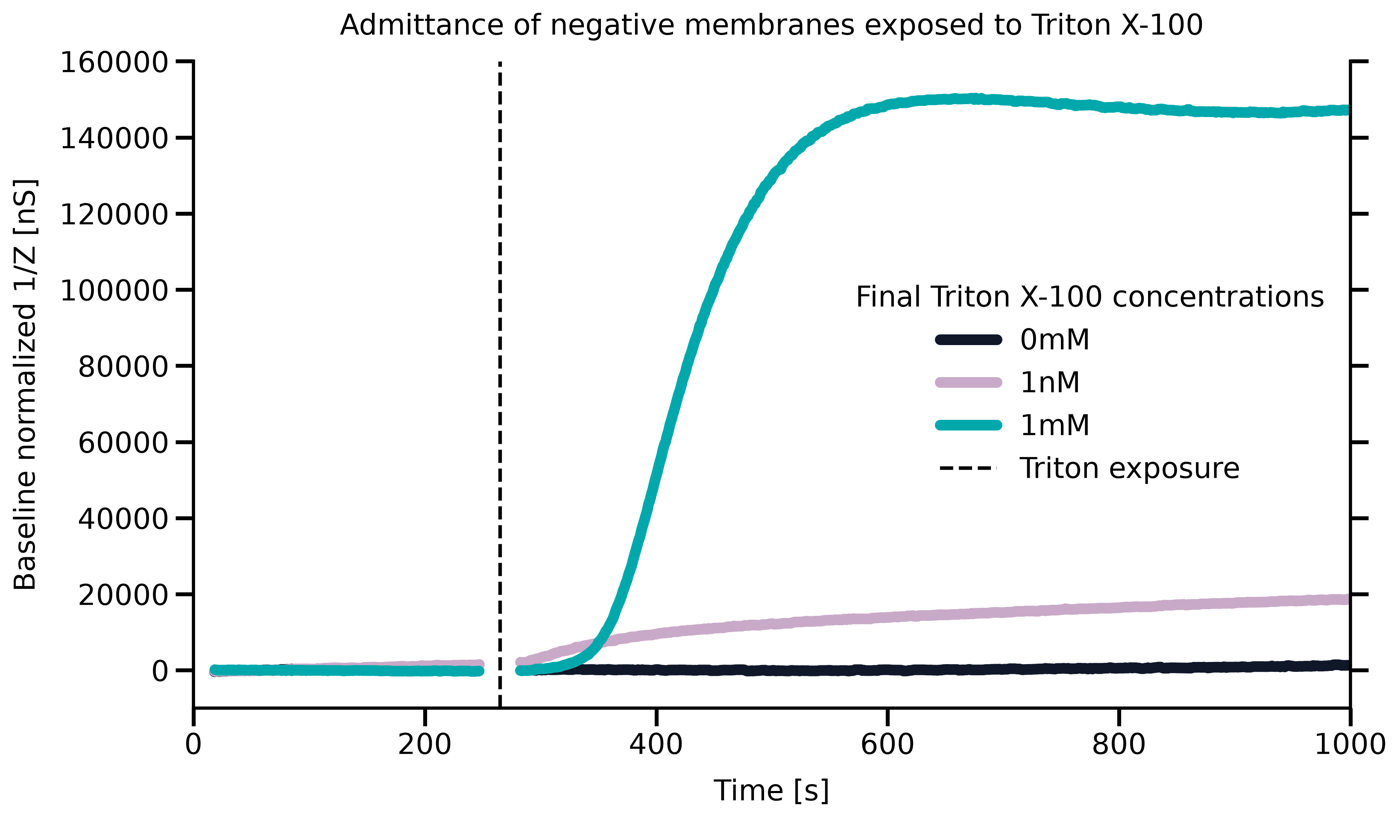 Admittance of negative membranes exposed to Triton X-100
Baseline normalized 1/Z [nS]
160000
140000
120000
100000
80000
60000
40000
20000
0
Final Triton X-100 concentrations
0mM
1nM
1mM
Triton exposure
0 200 400 600 800 1000
Time [s]